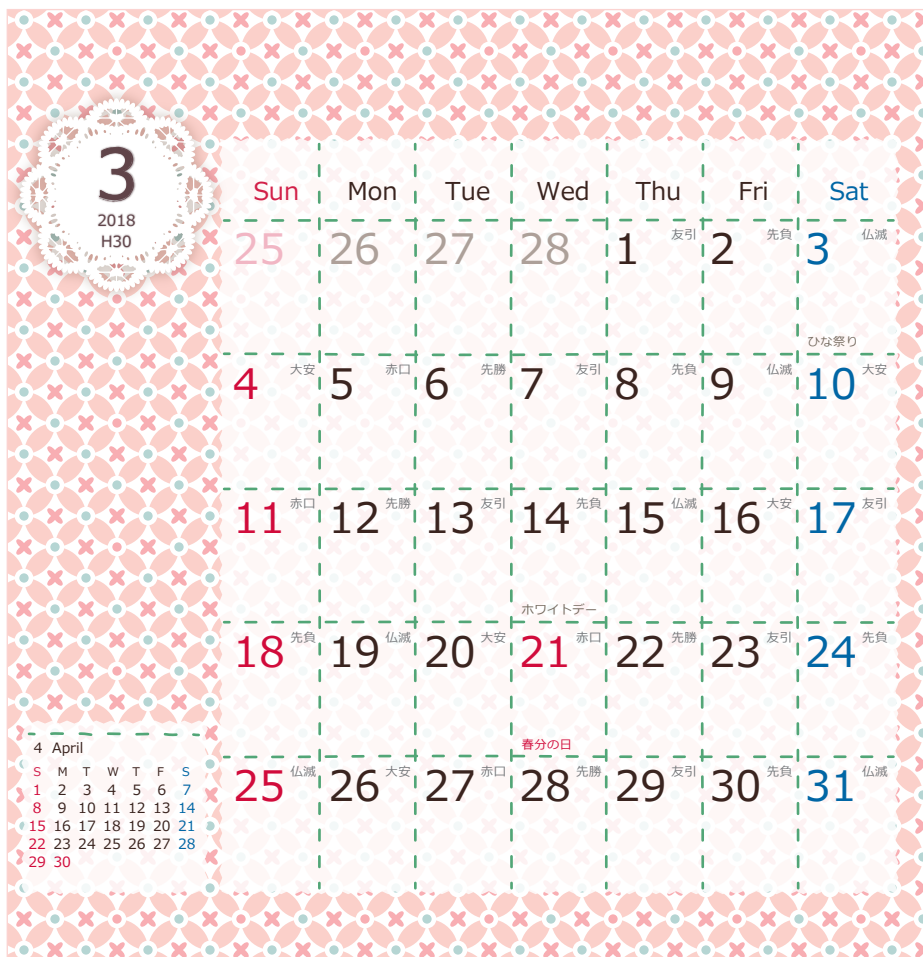 3
2018
H30
Sun Mon Tue Wed Thu Fri Sat
25 26 27 28 1 友引 2 先負 3 仏滅
ひな祭り
4 大安 5 赤口 6 先勝 7 友引 8 先負 9 仏滅 10 大安
11 赤口 12 先勝 13 友引 14 先負 15 仏滅 16 大安 17 友引
ホワイトデー
18 先負 19 仏滅 20 大安 21 赤口 22 先勝 23 友引 24 先負
春分の日
25 仏滅 26 大安 27 赤口 28 先勝 29 友引 30 先負 31 仏滅
4 April
S M T W T F S
1 2 3 4 5 6 7
8 9 10 11 12 13 14
15 16 17 18 19 20 21
22 23 24 25 26 27 28
29 30